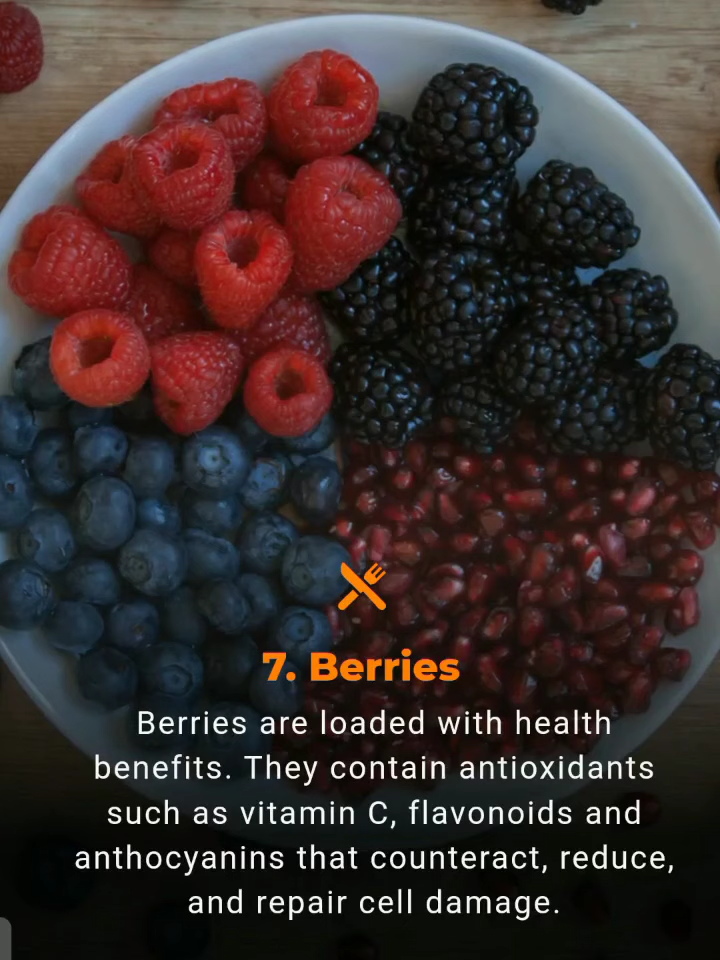 7. Berries
Berries are loaded with health
benefits. They contain antioxidants
such as vitamin C, flavonoids and
anthocyanins that counteract, reduce,
and repair cell damage.